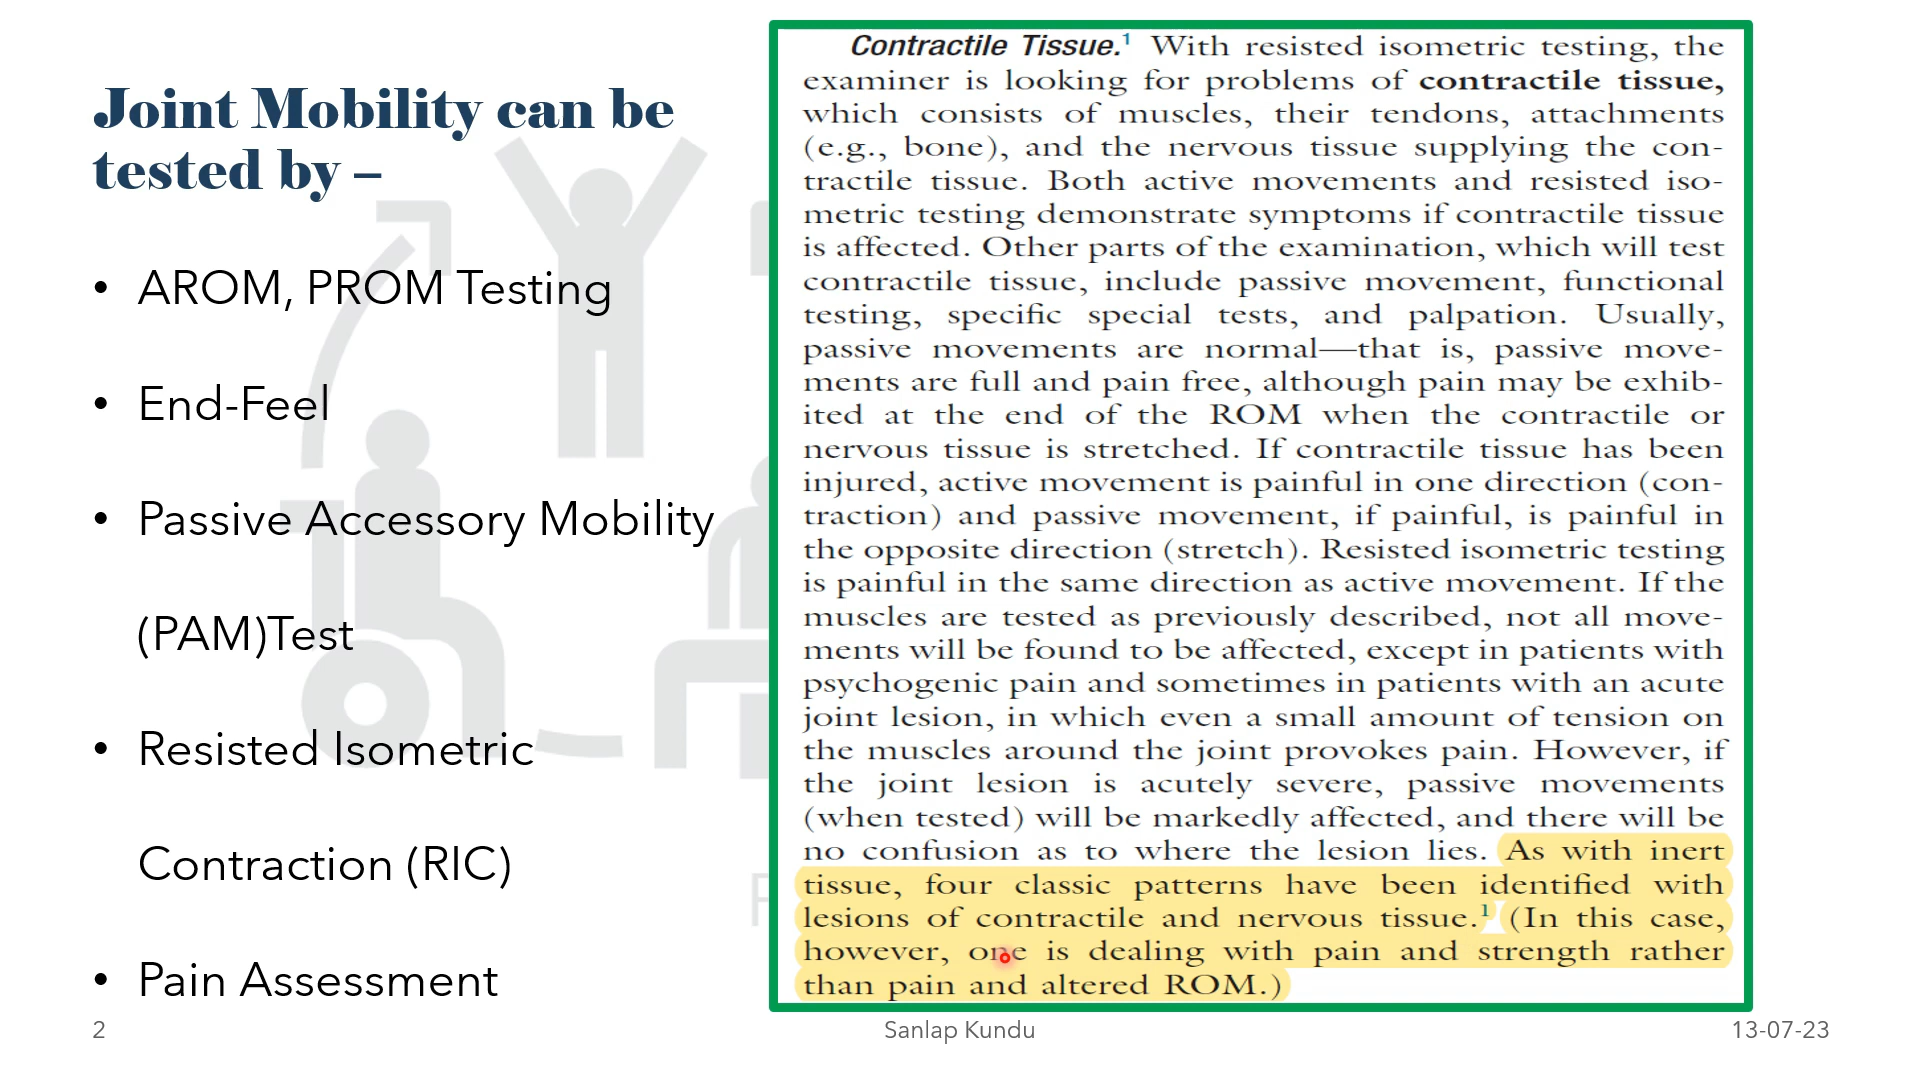 Joint Mobility can be
tested by –
• AROM, PROM Testing
• End-Feel
• Passive Accessory Mobility
(PAM)Test
• Resisted Isometric
Contraction (RIC)
• Pain Assessment
Contractile Tissue.1 With resisted isometric testing, the
examiner is looking for problems of contractile tissue,
which consists of muscles, their tendons, attachments
(e.g., bone), and the nervous tissue supplying the con-
tractile tissue. Both active movements and resisted iso-
metric testing demonstrate symptoms if contractile tissue
is affected. Other parts of the examination, which will test
contractile tissue, include passive movement, functional
testing, specific special tests, and palpation. Usually,
passive movements are normal—that is, passive move-
ments are full and pain free, although pain may be exhib-
ited at the end of the ROM when the contractile or
nervous tissue is stretched. If contractile tissue has been
injured, active movement is painful in one direction (con-
traction) and passive movement, if painful, is painful in
the opposite direction (stretch). Resisted isometric testing
is painful in the same direction as active movement. If the
muscles are tested as previously described, not all move-
ments will be found to be affected, except in patients with
psychogenic pain and sometimes in patients with an acute
joint lesion, in which even a small amount of tension on
the muscles around the joint provokes pain. However, if
the joint lesion is acutely severe, passive movements
(when tested) will be markedly affected, and there will be
no confusion as to where the lesion lies. As with inert
tissue, four classic patterns have been identified with
lesions of contractile and nervous tissue.1 (In this case,
however, one is dealing with pain and strength rather
than pain and altered ROM.)
2
Sanlap Kundu
13-07-23